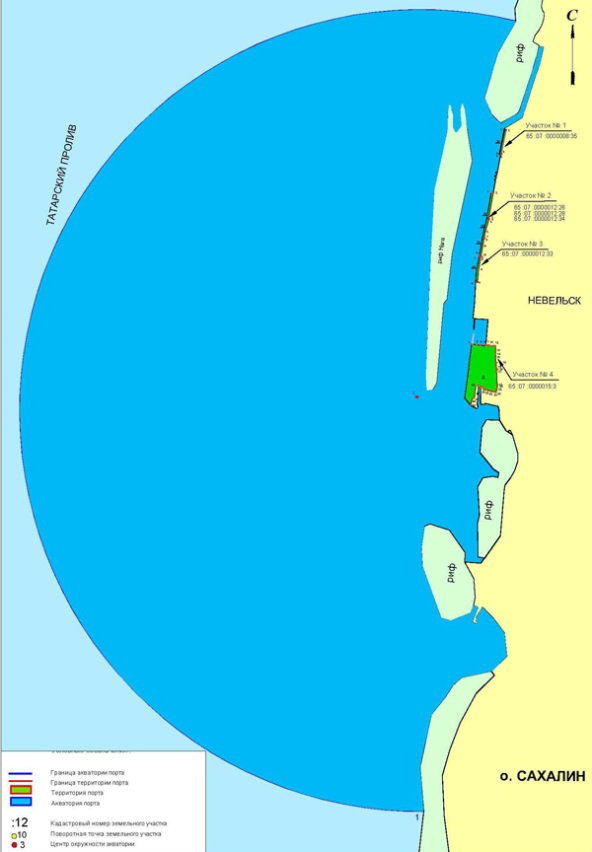 С
риф
Участок № 1
65 :07 :0000008:35
ТАТАРСКИЙ ПРОЛИВ
Участок № 2
65 :07 :0000012:26
65 :07 :0000012:28
65 :07 :0000012:34
Участок № 3
65 :07 :0000012:33
риф
НЕВЕЛЬСК
Участок № 4
65 :07 :0000015:3
риф
риф
о. САХАЛИН
1
Граница акватории порта
Граница территории порта
Территория порта
Акватория порта
:12 Кадастровый номер земельного участка
10 Поворотная точка земельного участка
3 Центр окружности акватории